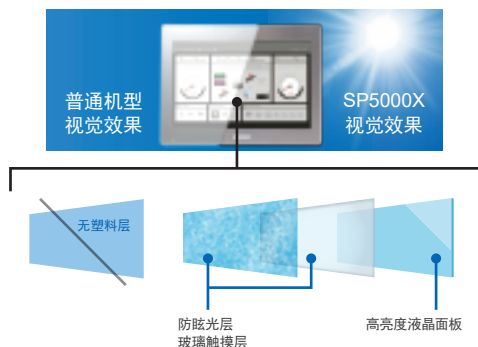 普通机型
视觉效果
SP5000X
视觉效果
无塑料层
防眩光层
玻璃触摸层
高亮度液晶面板